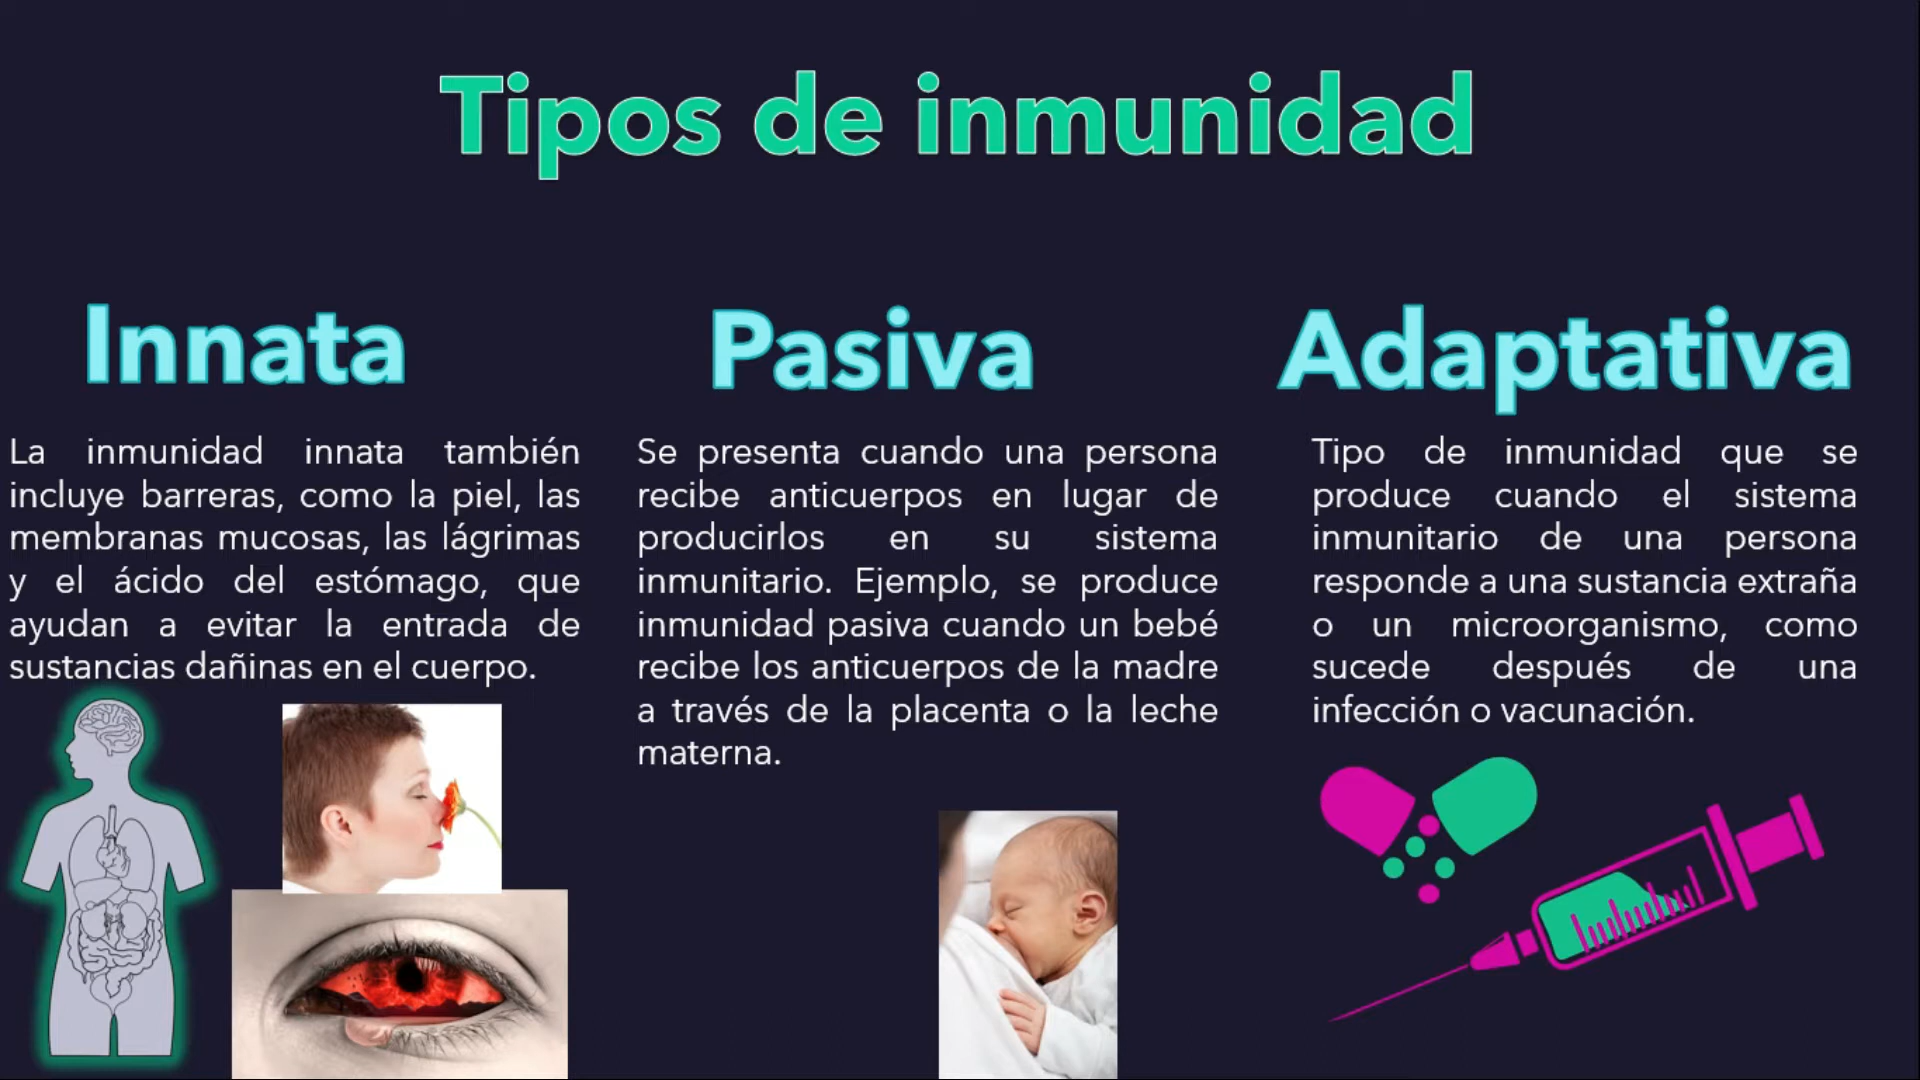 Tipos de inmunidad
Innata
La inmunidad innata también
incluye barreras, como la piel, las
membranas mucosas, las lágrimas
y el ácido del estómago, que
ayudan a evitar la entrada de
sustancias dañinas en el cuerpo.
Pasiva
Se presenta cuando una persona
recibe anticuerpos en lugar de
producirlos en su sistema
inmunitario. Ejemplo, se produce
inmunidad pasiva cuando un bebé
recibe los anticuerpos de la madre
a través de la placenta o la leche
materna.
Adaptativa
Tipo de inmunidad que se
produce cuando el sistema
inmunitario de una persona
responde a una sustancia extraña
o un microorganismo, como
sucede después de una
infección o vacunación.